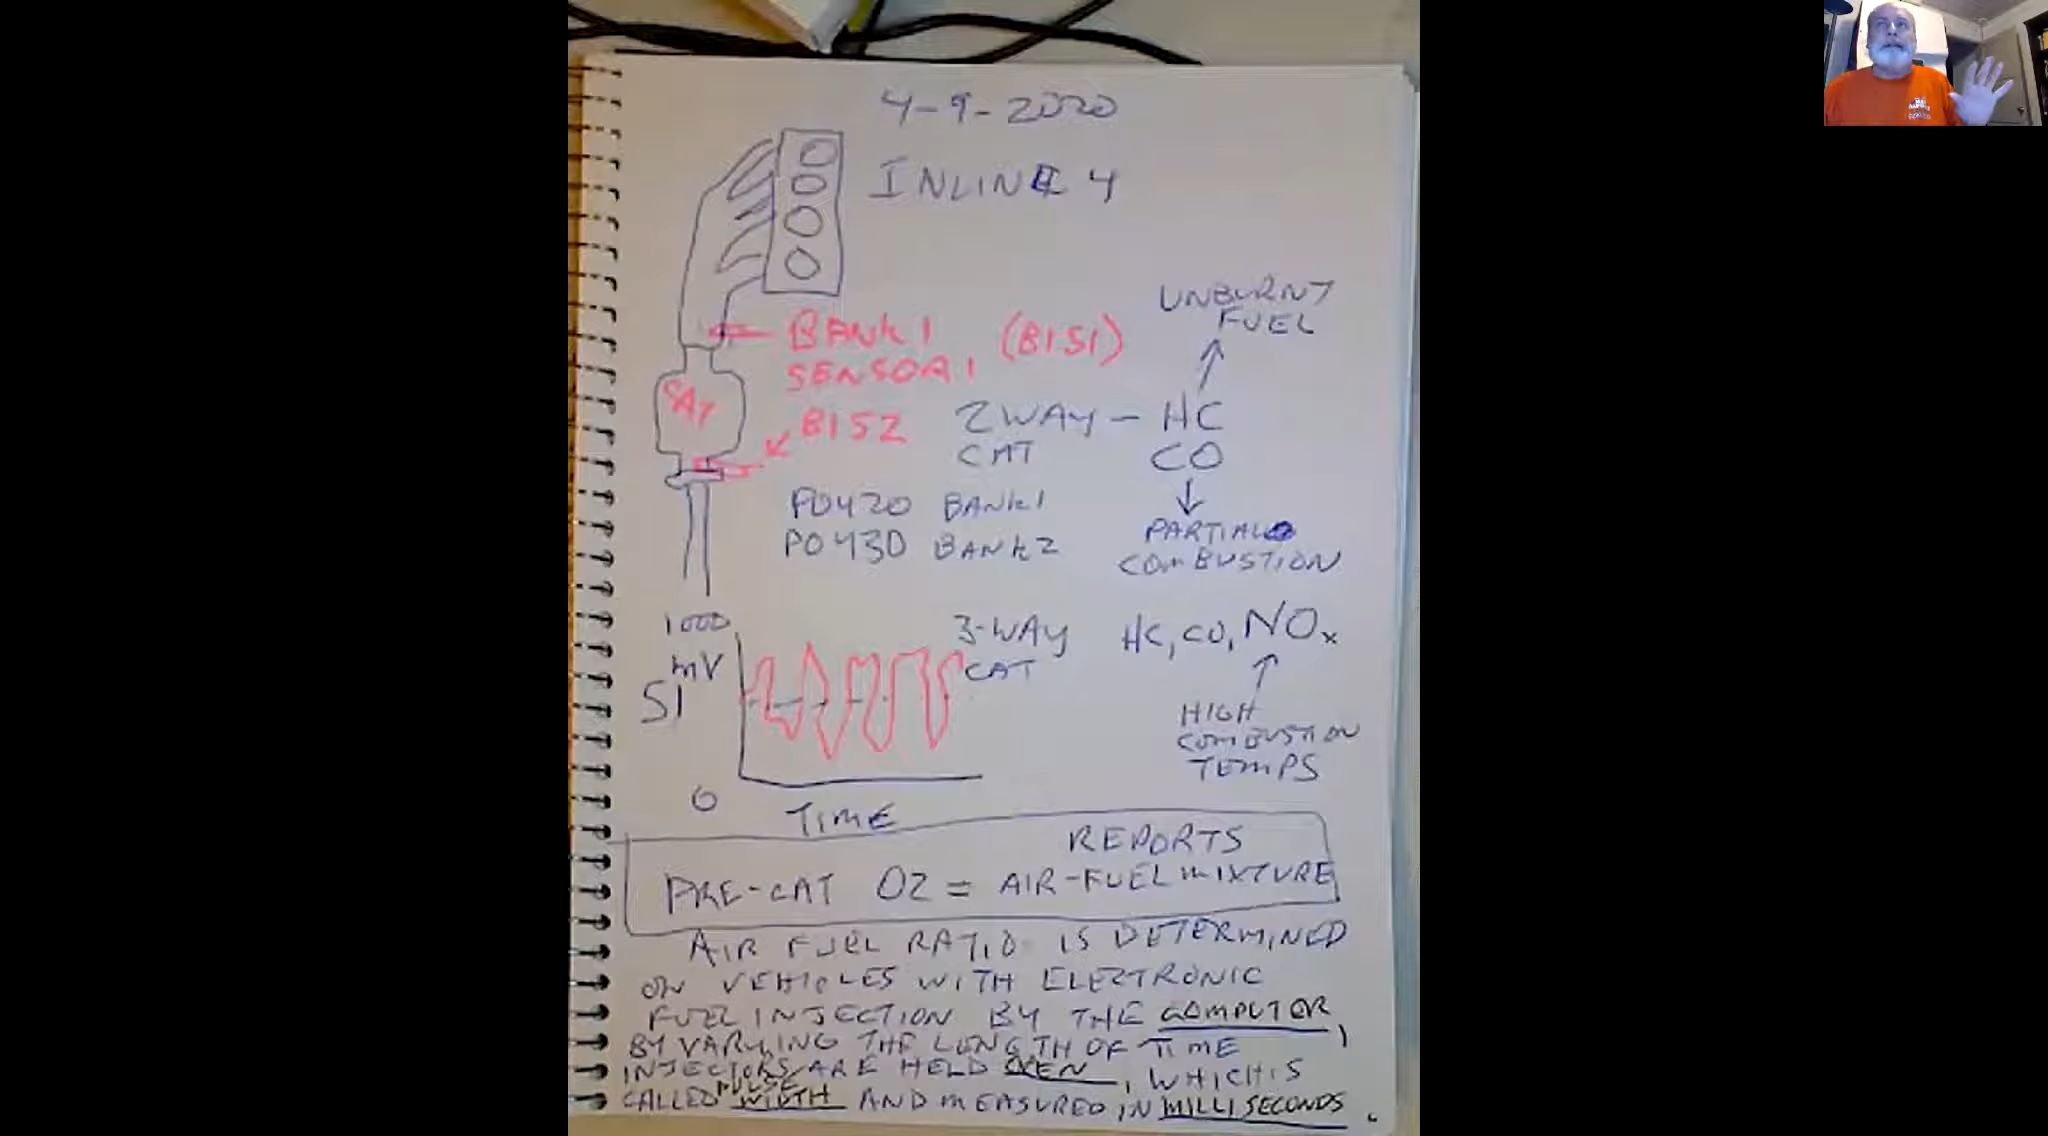 4-9-2020
INLINE 4
UNBURNT
FUEL
BANK 1 (B1S1)
SENSOR 1
CAT
B1S2
2 WAY - HC
CAT CO
P0420 BANK 1
P0430 BANK 2
PARTIAL
COMBUSTION
1000
mV
S1
3-WAY HC, CO, NOx
CAT
HIGH
COMBUSTION
TEMPS
0
TIME
REPORTS
PRE-CAT O2 = AIR-FUEL MIXTURE
AIR FUEL RATIO IS DETERMINED
ON VEHICLES WITH ELECTRONIC
FUEL INJECTION BY THE COMPUTER,
BY VARYING THE LENGTH OF TIME
INJECTORS ARE HELD OPEN, WHICH IS
CALLED PULSE WIDTH AND MEASURED IN MILLISECONDS.